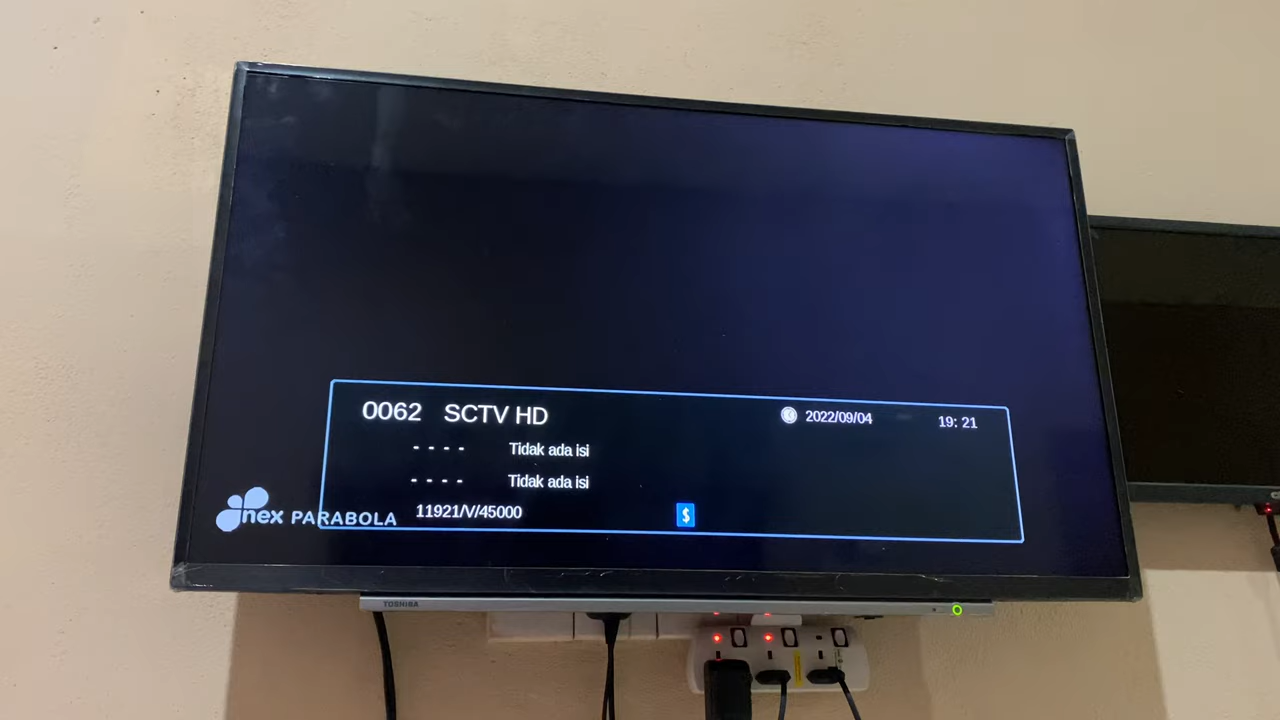 0062 SCTV HD 2022/09/04 19: 21
- - - - Tidak ada isi
- - - - Tidak ada isi
11921/V/45000 $
nex PARABOLA
TOSHIBA